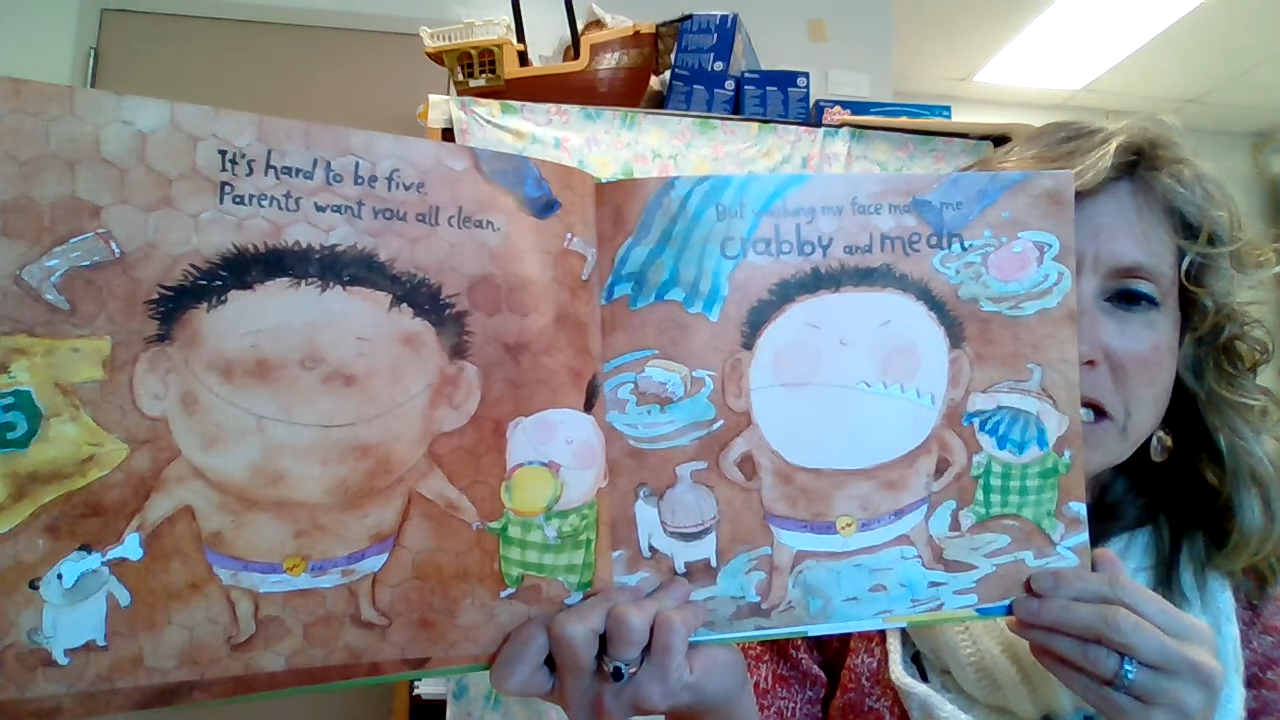 It's hard to be five.
Parents want you all clean.
But washing my face makes me
crabby and mean.
5